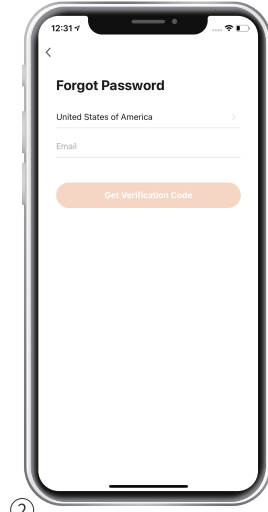 12:31
Forgot Password
United States of America
Email
Get Verification Code
2